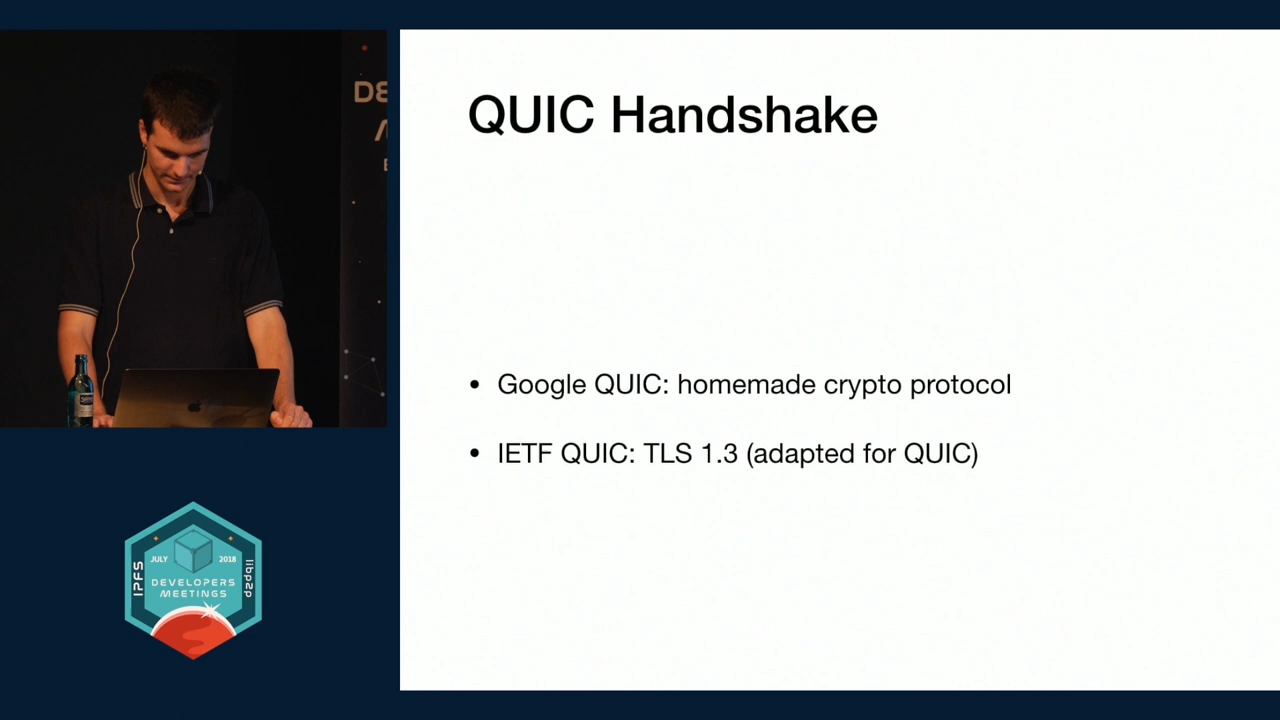 QUIC Handshake
• Google QUIC: homemade crypto protocol
• IETF QUIC: TLS 1.3 (adapted for QUIC)
JULY 2018
IPFS
libp2p
DEVELOPERS
MEETINGS